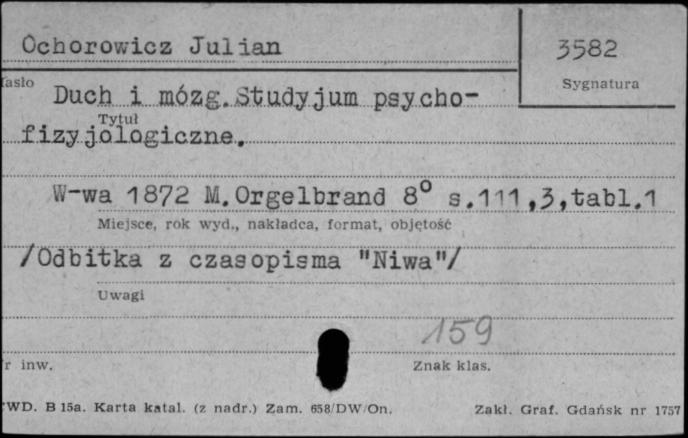 Ochorowicz Julian
3582
Sygnatura
Duch i mózg.Studyjum psycho-
Tytuł
fizyjologiczne.
W-wa 1872 M.Orgelbrand 8° s.111,3,tabl.1
Miejsce, rok wyd., nakładca, format, objętość
/Odbitka z czasopisma "Niwa"/
Uwagi
159
r inw.
Znak klas.
WD. B 15a. Karta katal. (z nadr.) Zam. 658/DW/On.
Zakł. Graf. Gdańsk nr 1757